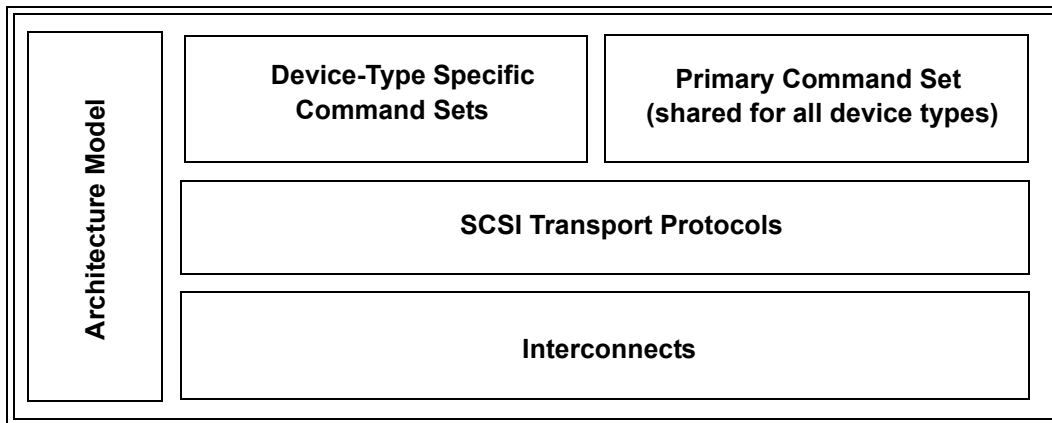 Architecture Model
Device-Type Specific
Command Sets
Primary Command Set
(shared for all device types)
SCSI Transport Protocols
Interconnects